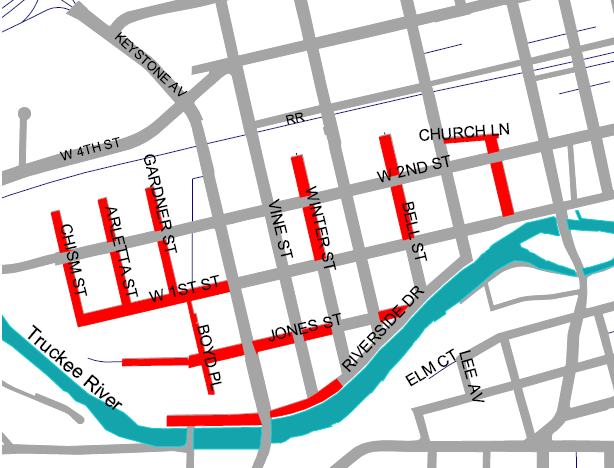 KEYSTONE AV
RR
CHURCH LN
W 4TH ST
W 2ND ST
GARDNER ST
ARLETTA ST
CHISM ST
VINE ST
WINTER ST
BELL ST
W 1ST ST
BOYD PL
JONES ST
RIVERSIDE DR
Truckee River
ELM CT
LEE AV